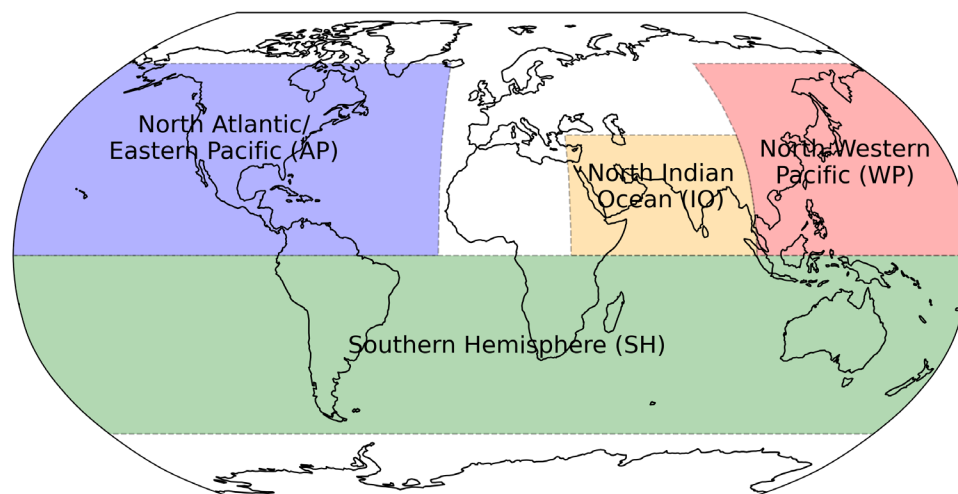 North Atlantic/
Eastern Pacific (AP)
North Indian
Ocean (IO)
North Western
Pacific (WP)
Southern Hemisphere (SH)